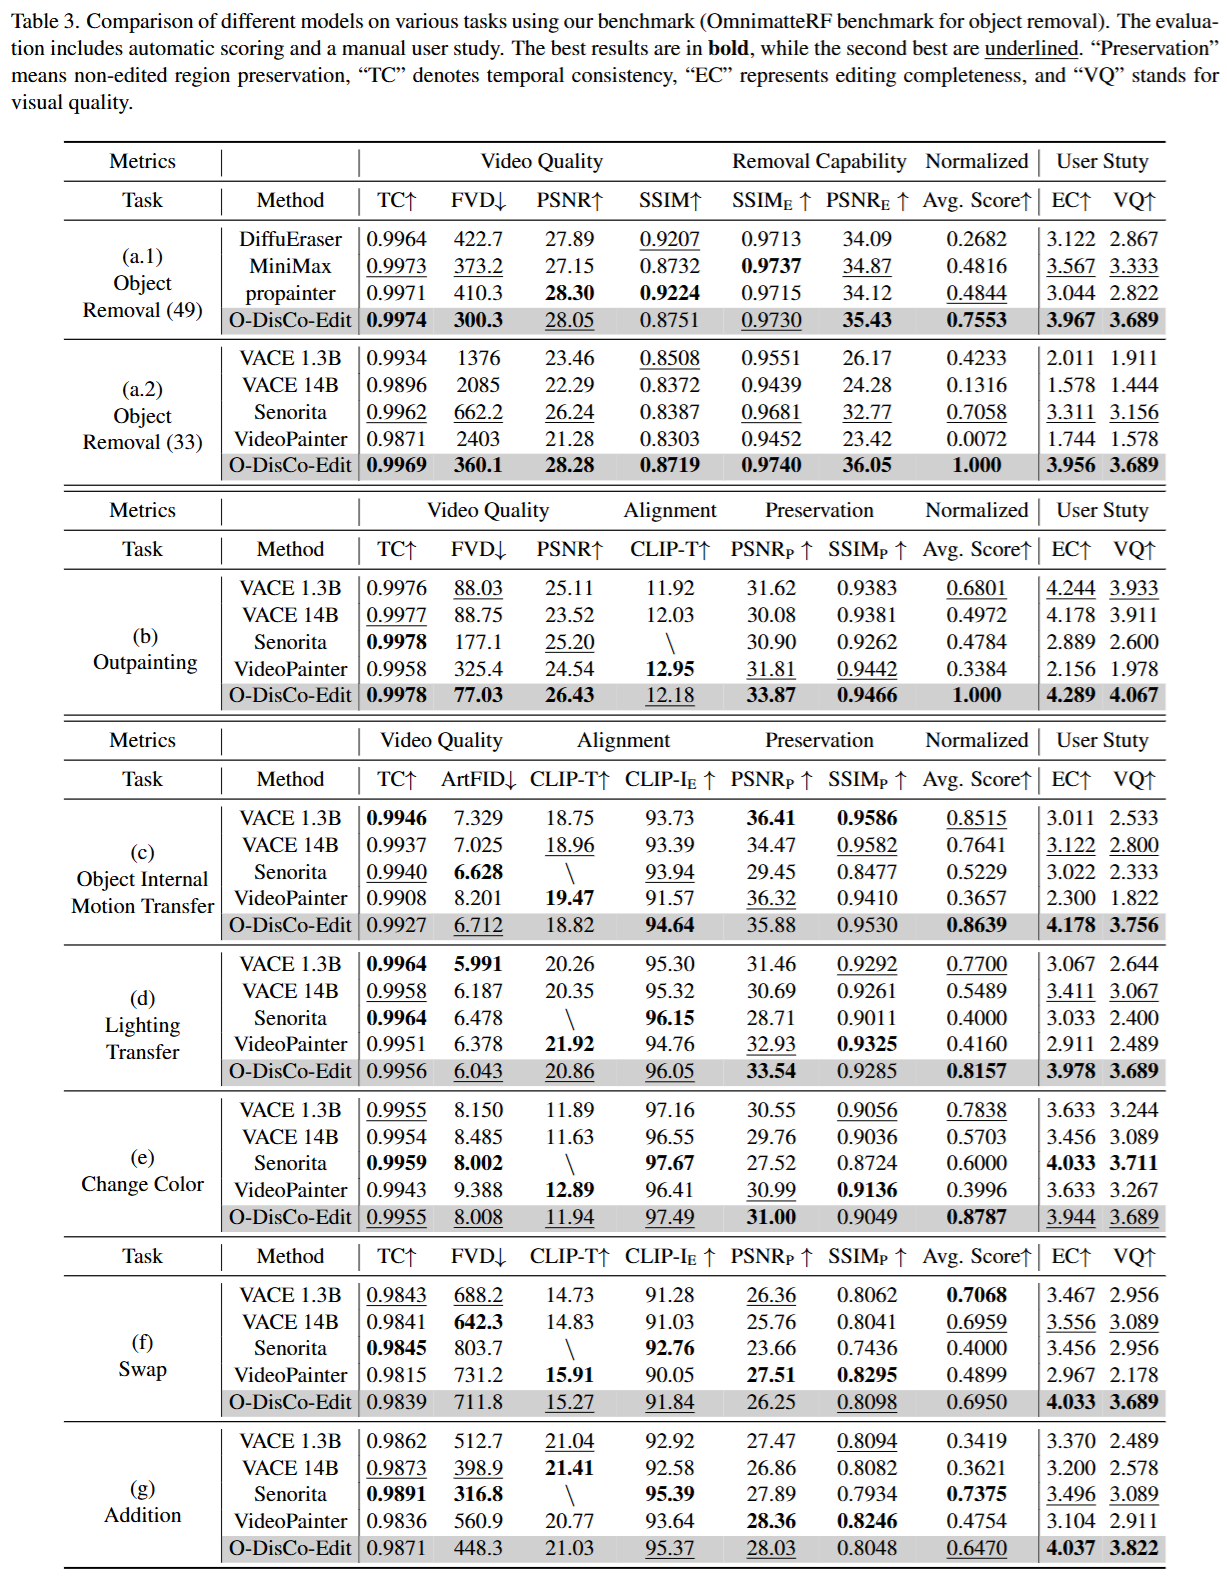 Table 3. Comparison of different models on various tasks using our benchmark (OmnimatteRF benchmark for object removal). The evalua-
tion includes automatic scoring and a manual user study. The best results are in bold, while the second best are underlined. “Preservation”
means non-edited region preservation, “TC” denotes temporal consistency, “EC” represents editing completeness, and “VQ” stands for
visual quality.
Metrics Video Quality Removal Capability Normalized User Stuty
Task Method TC↑ FVD↓ PSNR↑ SSIM↑ SSIM_E ↑ PSNR_E ↑ Avg. Score↑ EC↑ VQ↑
(a.1) Object Removal (49)
DiffuEraser 0.9964 422.7 27.89 0.9207 0.9713 34.09 0.2682 3.122 2.867
MiniMax 0.9973 373.2 27.15 0.8732 0.9737 34.87 0.4816 3.567 3.333
propainter 0.9971 410.3 28.30 0.9224 0.9715 34.12 0.4844 3.044 2.822
O-DisCo-Edit 0.9974 300.3 28.05 0.8751 0.9730 35.43 0.7553 3.967 3.689
(a.2) Object Removal (33)
VACE 1.3B 0.9934 1376 23.46 0.8508 0.9551 26.17 0.4233 2.011 1.911
VACE 14B 0.9896 2085 22.29 0.8372 0.9439 24.28 0.1316 1.578 1.444
Senorita 0.9962 662.2 26.24 0.8387 0.9681 32.77 0.7058 3.311 3.156
VideoPainter 0.9871 2403 21.28 0.8303 0.9452 23.42 0.0072 1.744 1.578
O-DisCo-Edit 0.9969 360.1 28.28 0.8719 0.9740 36.05 1.000 3.956 3.689
Metrics Video Quality Alignment Preservation Normalized User Stuty
Task Method TC↑ FVD↓ PSNR↑ CLIP-T↑ PSNR_P ↑ SSIM_P ↑ Avg. Score↑ EC↑ VQ↑
(b) Outpainting
VACE 1.3B 0.9976 88.03 25.11 11.92 31.62 0.9383 0.6801 4.244 3.933
VACE 14B 0.9977 88.75 23.52 12.03 30.08 0.9381 0.4972 4.178 3.911
Senorita 0.9978 177.1 25.20 \ 30.90 0.9262 0.4784 2.889 2.600
VideoPainter 0.9958 325.4 24.54 12.95 31.81 0.9442 0.3384 2.156 1.978
O-DisCo-Edit 0.9978 77.03 26.43 12.18 33.87 0.9466 1.000 4.289 4.067
Metrics Video Quality Alignment Preservation Normalized User Stuty
Task Method TC↑ ArtFID↓ CLIP-T↑ CLIP-I_E ↑ PSNR_P ↑ SSIM_P ↑ Avg. Score↑ EC↑ VQ↑
(c) Object Internal Motion Transfer
VACE 1.3B 0.9946 7.329 18.75 93.73 36.41 0.9586 0.8515 3.011 2.533
VACE 14B 0.9937 7.025 18.96 93.39 34.47 0.9582 0.7641 3.122 2.800
Senorita 0.9940 6.628 \ 93.94 29.45 0.8477 0.5229 3.022 2.333
VideoPainter 0.9908 8.201 19.47 91.57 36.32 0.9410 0.3657 2.300 1.822
O-DisCo-Edit 0.9927 6.712 18.82 94.64 35.88 0.9530 0.8639 4.178 3.756
(d) Lighting Transfer
VACE 1.3B 0.9964 5.991 20.26 95.30 31.46 0.9292 0.7700 3.067 2.644
VACE 14B 0.9958 6.187 20.35 95.32 30.69 0.9261 0.5489 3.411 3.067
Senorita 0.9964 6.478 \ 96.15 28.71 0.9011 0.4000 3.033 2.400
VideoPainter 0.9951 6.378 21.92 94.76 32.93 0.9325 0.4160 2.911 2.489
O-DisCo-Edit 0.9956 6.043 20.86 96.05 33.54 0.9285 0.8157 3.978 3.689
(e) Change Color
VACE 1.3B 0.9955 8.150 11.89 97.16 30.55 0.9056 0.7838 3.633 3.244
VACE 14B 0.9954 8.485 11.63 96.55 29.76 0.9036 0.5703 3.456 3.089
Senorita 0.9959 8.002 \ 97.67 27.52 0.8724 0.6000 4.033 3.711
VideoPainter 0.9943 9.388 12.89 96.41 30.99 0.9136 0.3996 3.633 3.267
O-DisCo-Edit 0.9955 8.008 11.94 97.49 31.00 0.9049 0.8787 3.944 3.689
Task Method TC↑ FVD↓ CLIP-T↑ CLIP-I_E ↑ PSNR_P ↑ SSIM_P ↑ Avg. Score↑ EC↑ VQ↑
(f) Swap
VACE 1.3B 0.9843 688.2 14.73 91.28 26.36 0.8062 0.7068 3.467 2.956
VACE 14B 0.9841 642.3 14.83 91.03 25.76 0.8041 0.6959 3.556 3.089
Senorita 0.9845 803.7 \ 92.76 23.66 0.7436 0.4000 3.456 2.956
VideoPainter 0.9815 731.2 15.91 90.05 27.51 0.8295 0.4899 2.967 2.178
O-DisCo-Edit 0.9839 711.8 15.27 91.84 26.25 0.8098 0.6950 4.033 3.689
(g) Addition
VACE 1.3B 0.9862 512.7 21.04 92.92 27.47 0.8094 0.3419 3.370 2.489
VACE 14B 0.9873 398.9 21.41 92.58 26.86 0.8082 0.3621 3.200 2.578
Senorita 0.9891 316.8 \ 95.39 27.89 0.7934 0.7375 3.496 3.089
VideoPainter 0.9836 560.9 20.77 93.64 28.36 0.8246 0.4754 3.104 2.911
O-DisCo-Edit 0.9871 448.3 21.03 95.37 28.03 0.8048 0.6470 4.037 3.822